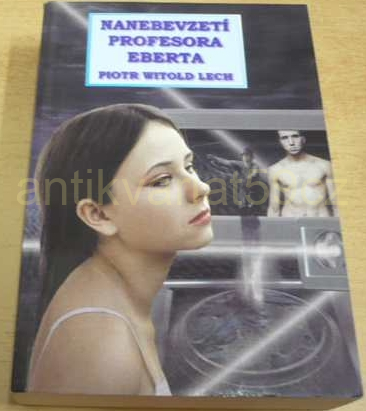 NANEBEVZETÍ
PROFESORA
EBERTA
PIOTR WITOLD LECH